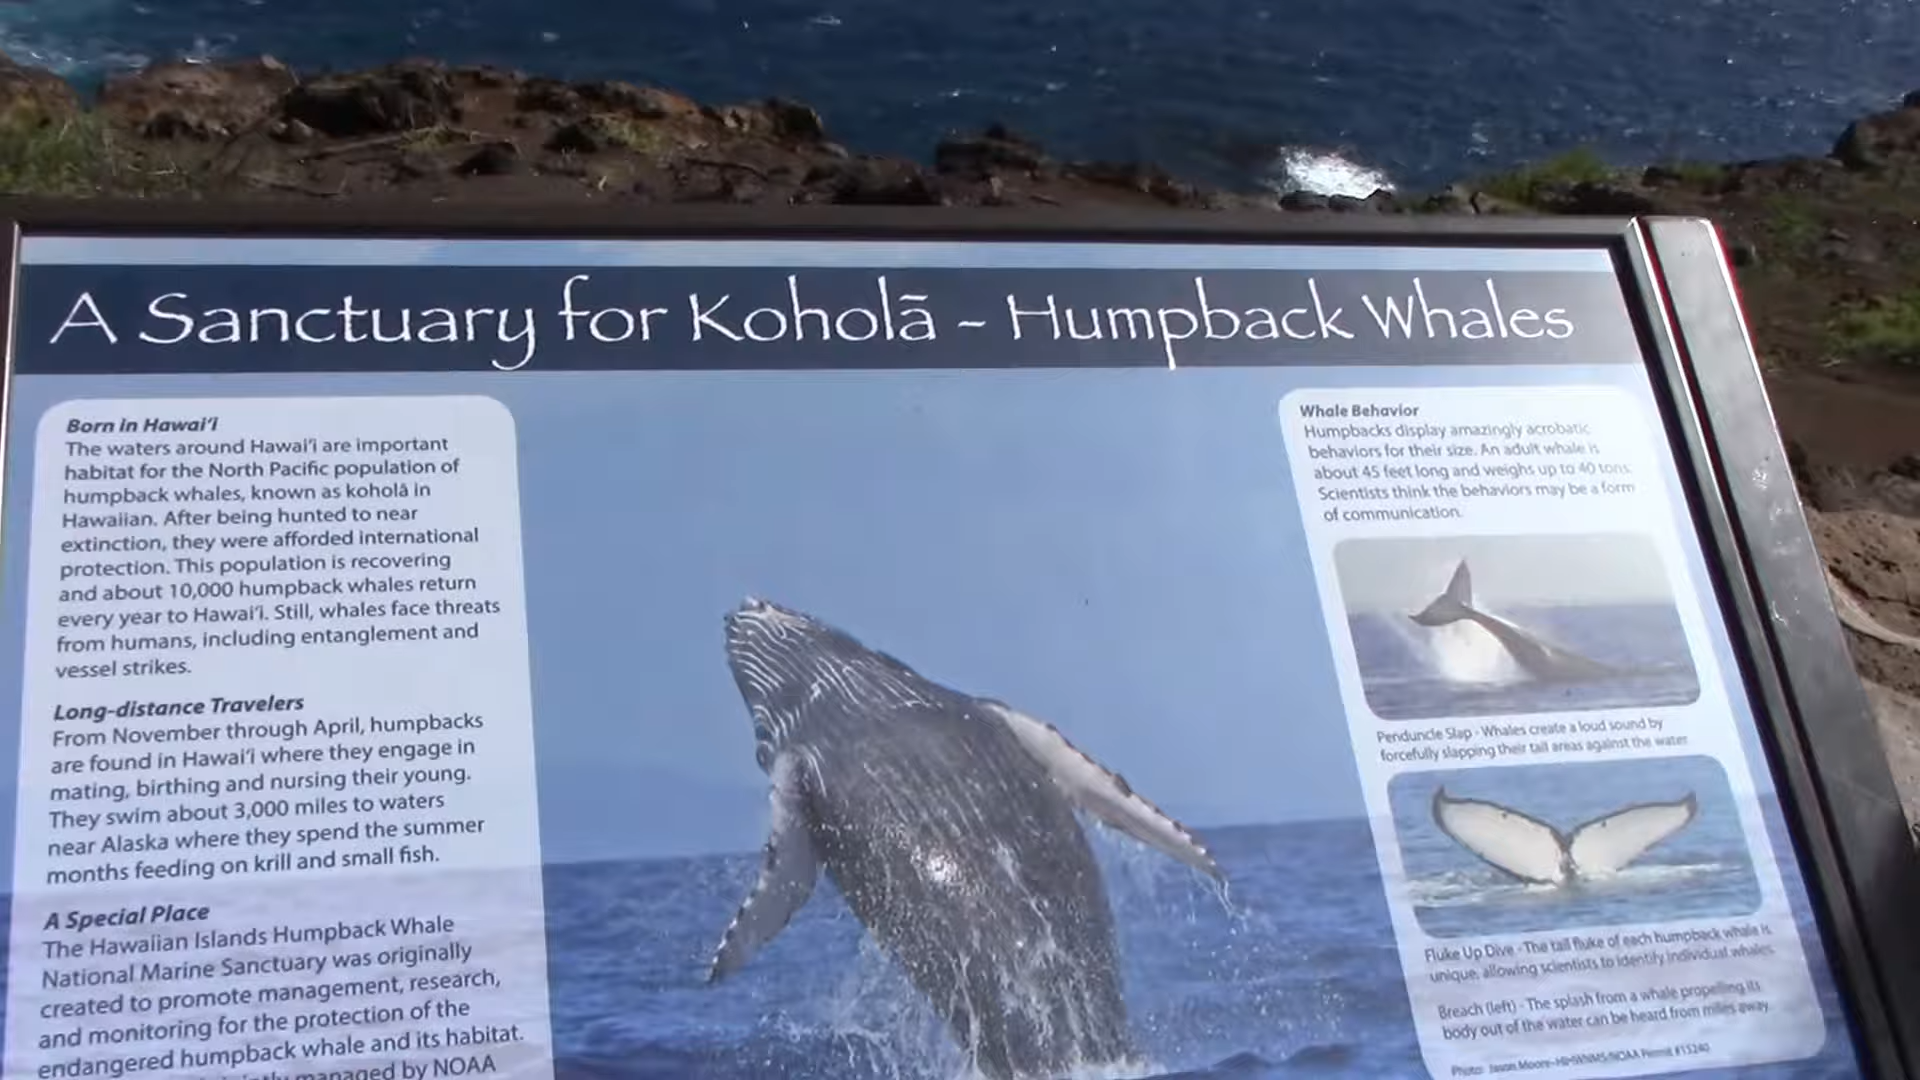 A Sanctuary for Koholā ~ Humpback Whales
Born in Hawai‘i
The waters around Hawai‘i are important
habitat for the North Pacific population of
humpback whales, known as koholā in
Hawaiian. After being hunted to near
extinction, they were afforded international
protection. This population is recovering
and about 10,000 humpback whales return
every year to Hawai‘i. Still, whales face threats
from humans, including entanglement and
vessel strikes.
Long-distance Travelers
From November through April, humpbacks
are found in Hawai‘i where they engage in
mating, birthing and nursing their young.
They swim about 3,000 miles to waters
near Alaska where they spend the summer
months feeding on krill and small fish.
A Special Place
The Hawaiian Islands Humpback Whale
National Marine Sanctuary was originally
created to promote management, research,
and monitoring for the protection of the
endangered humpback whale and its habitat.
managed by NOAA
Whale Behavior
Humpbacks display amazingly acrobatic
behaviors for their size. An adult whale is
about 45 feet long and weighs up to 40 tons.
Scientists think the behaviors may be a form
of communication.
Penduncle Slap - Whales create a loud sound by
forcefully slapping their tail areas against the water
Fluke Up Dive - The tail fluke of each humpback whale is
unique, allowing scientists to identify individual whales.
Breach (left) - The splash from a whale propelling its
body out of the water can be heard from miles away.
Photo: Jason Moore-HIHWNMS/NOAA Permit #15240